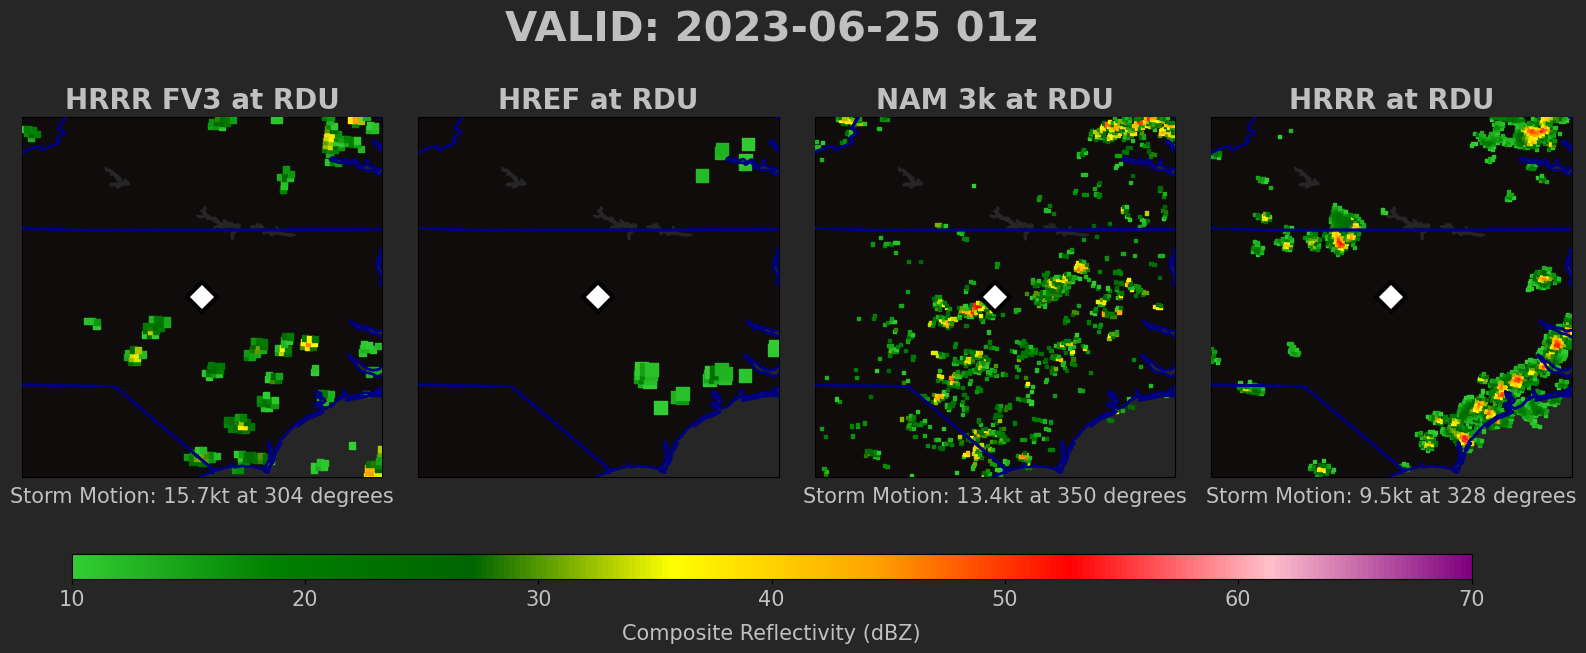 VALID: 2023-06-25 01z
HRRR FV3 at RDU
HREF at RDU
NAM 3k at RDU
HRRR at RDU
Storm Motion: 15.7kt at 304 degrees
Storm Motion: 13.4kt at 350 degrees
Storm Motion: 9.5kt at 328 degrees
10 20 30 40 50 60 70
Composite Reflectivity (dBZ)